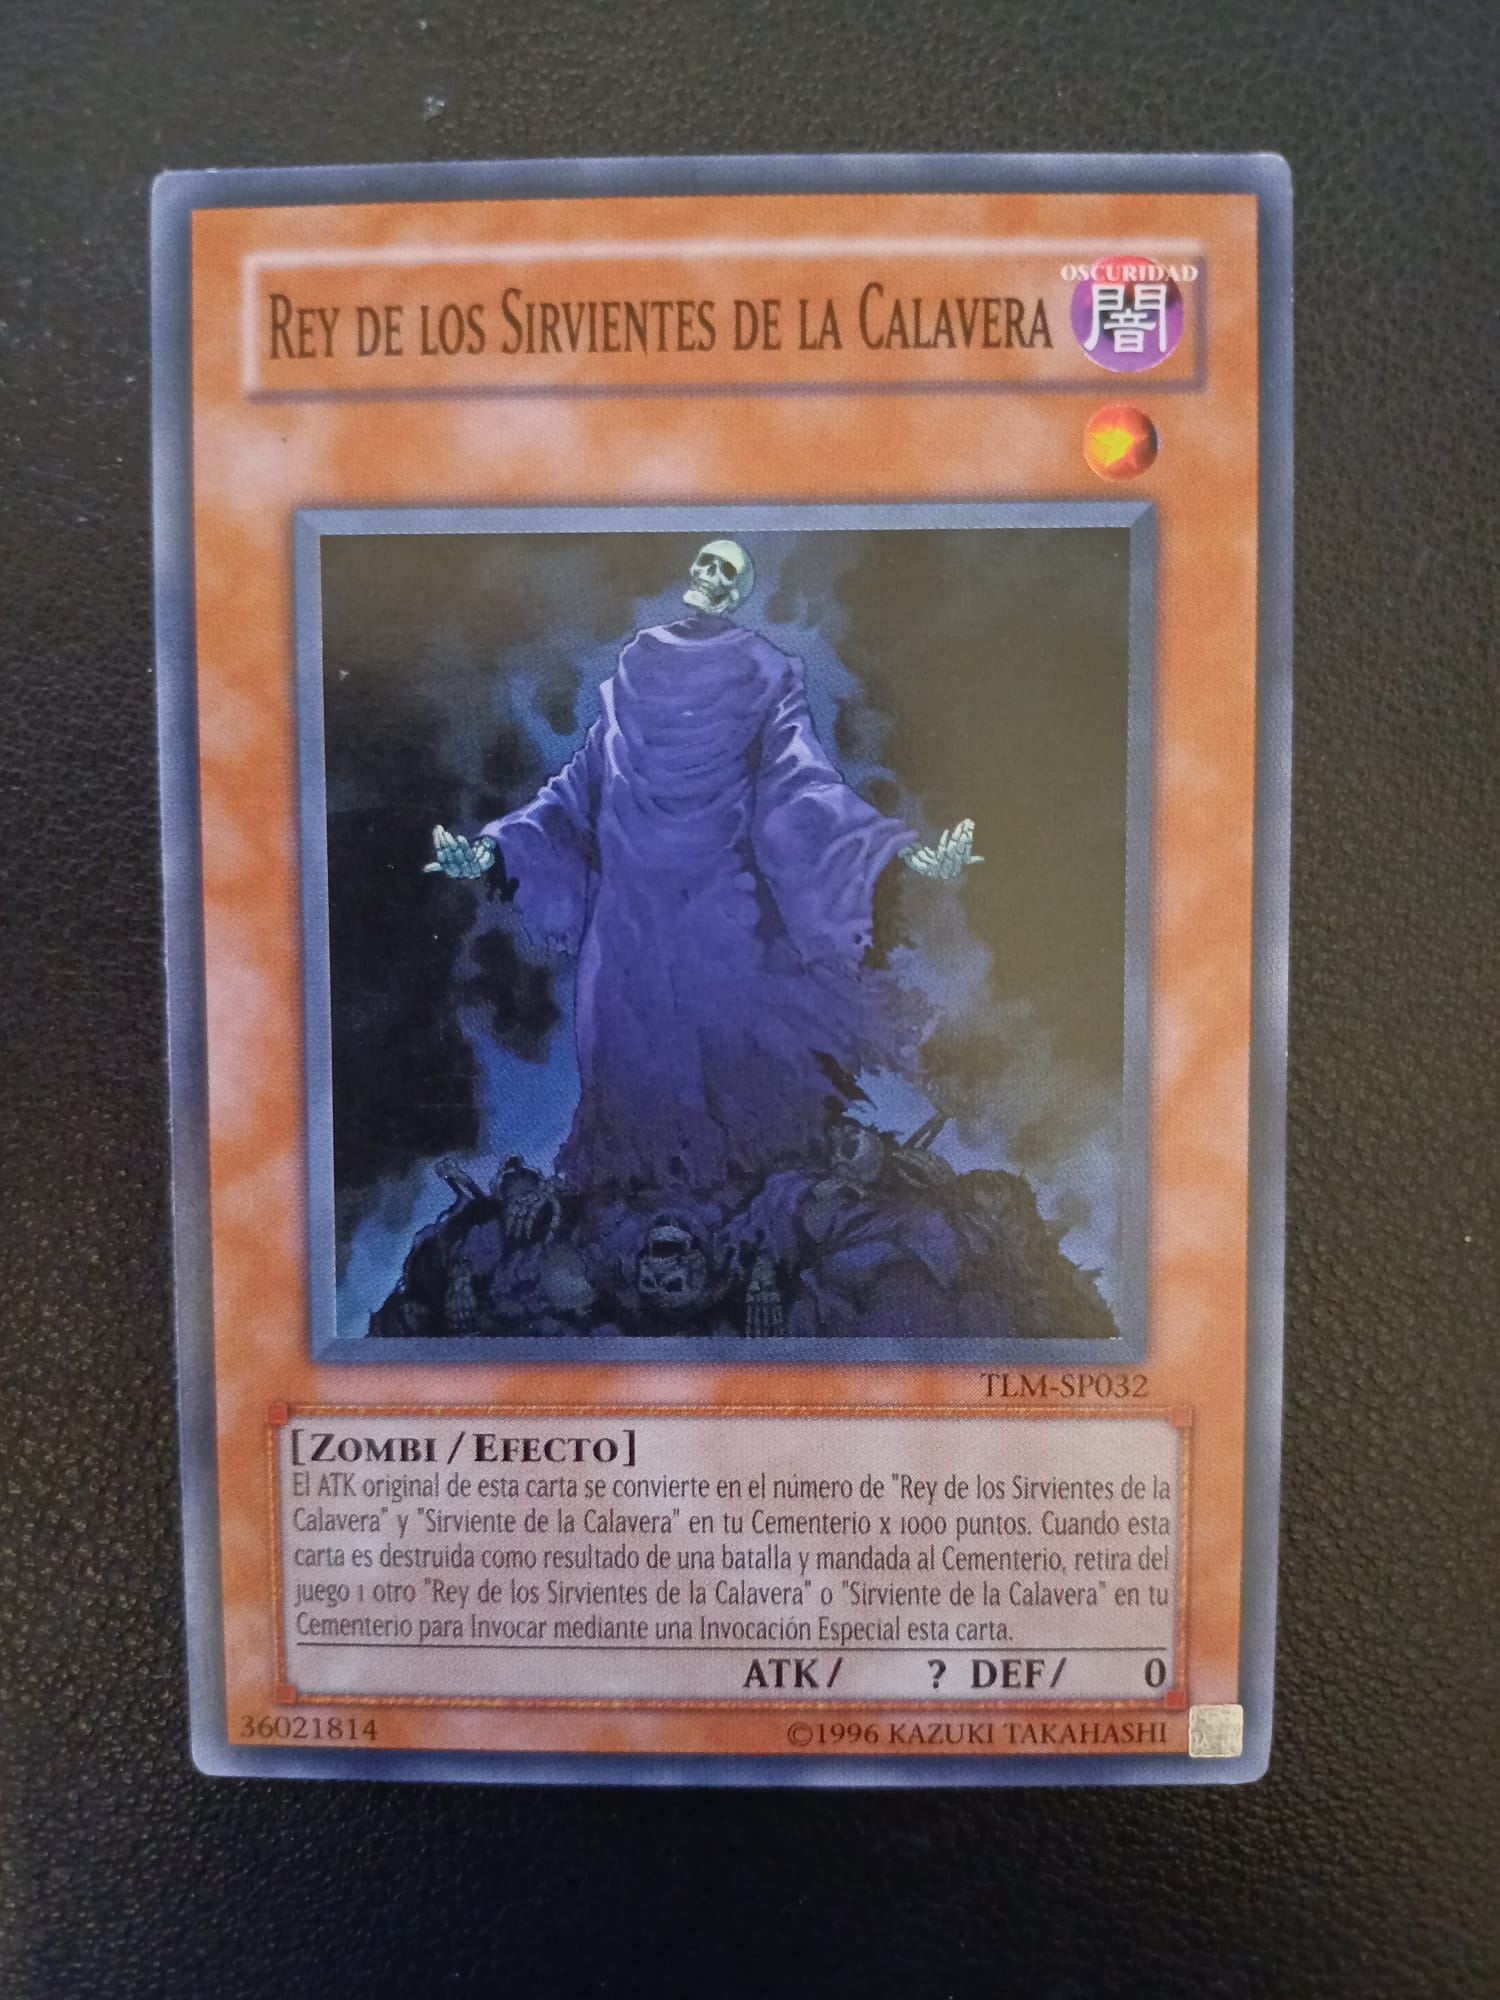 REY DE LOS SIRVIENTES DE LA CALAVERA
OSCURIDAD
闇
TLM-SP032
[ZOMBI / EFECTO]
El ATK original de esta carta se convierte en el número de "Rey de los Sirvientes de la
Calavera" y "Sirviente de la Calavera" en tu Cementerio x 1000 puntos. Cuando esta
carta es destruida como resultado de una batalla y mandada al Cementerio, retira del
juego 1 otro "Rey de los Sirvientes de la Calavera" o "Sirviente de la Calavera" en tu
Cementerio para Invocar mediante una Invocación Especial esta carta.
ATK/ ? DEF/ 0
36021814
©1996 KAZUKI TAKAHASHI